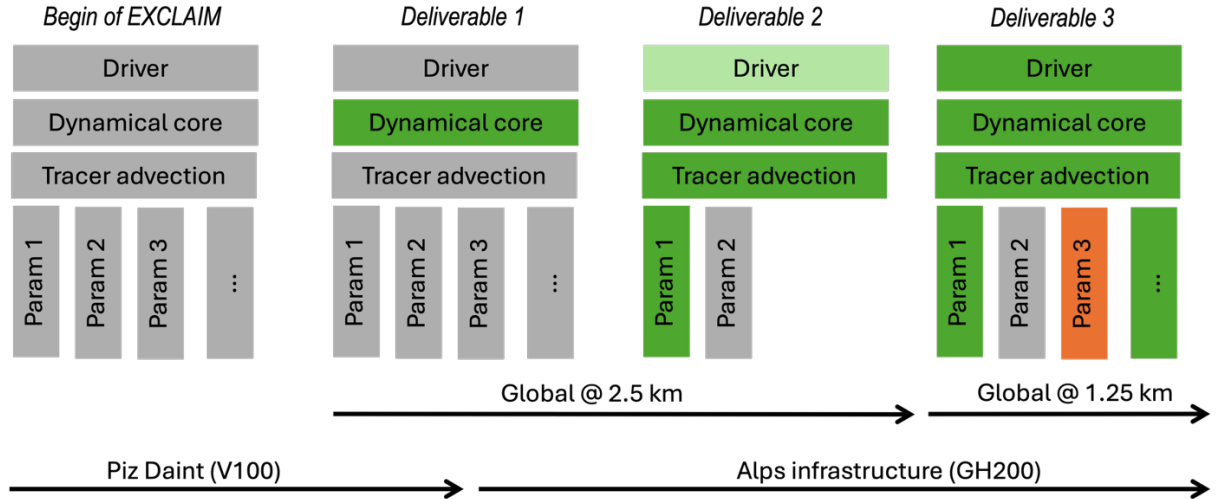 Begin of EXCLAIM
Deliverable 1
Deliverable 2
Deliverable 3
Driver
Driver
Driver
Driver
Dynamical core
Dynamical core
Dynamical core
Dynamical core
Tracer advection
Tracer advection
Tracer advection
Tracer advection
Param 1
Param 2
Param 3
...
Param 1
Param 2
Param 3
...
Param 1
Param 2
Param 1
Param 2
Param 3
...
Global @ 2.5 km
Global @ 1.25 km
Piz Daint (V100)
Alps infrastructure (GH200)